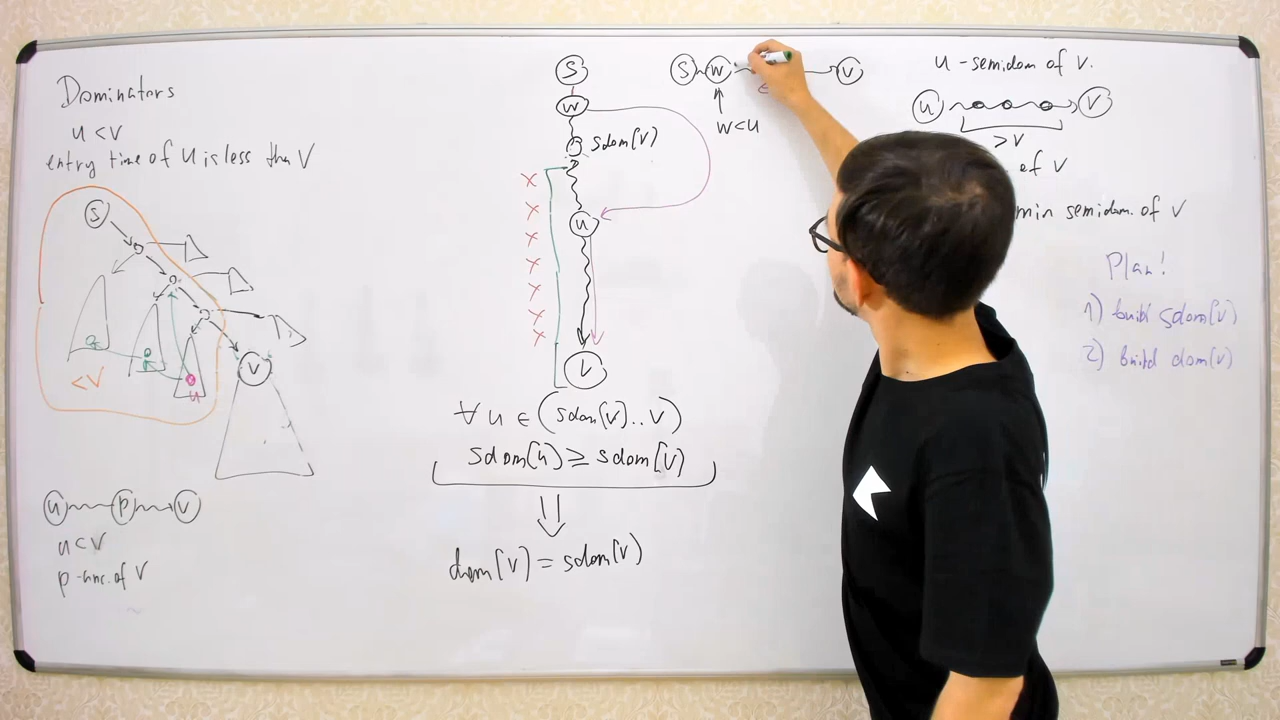 Dominators
u < v
entry time of u is less the v
S
v
< v
u
u p v
u < v
p - anc. of v
S
w
sdom(v)
x
x
x
x
x
x
x
u
v
∀ u ∈ (sdom[v]..v)
sdom[u] ≥ sdom[v]
⇓
dom[v] = sdom[v]
S w v
w < u
u - semidom of v.
u v
> v
of v
min semidom. of v
Plan!
1) build sdom[v]
2) build dom[v]